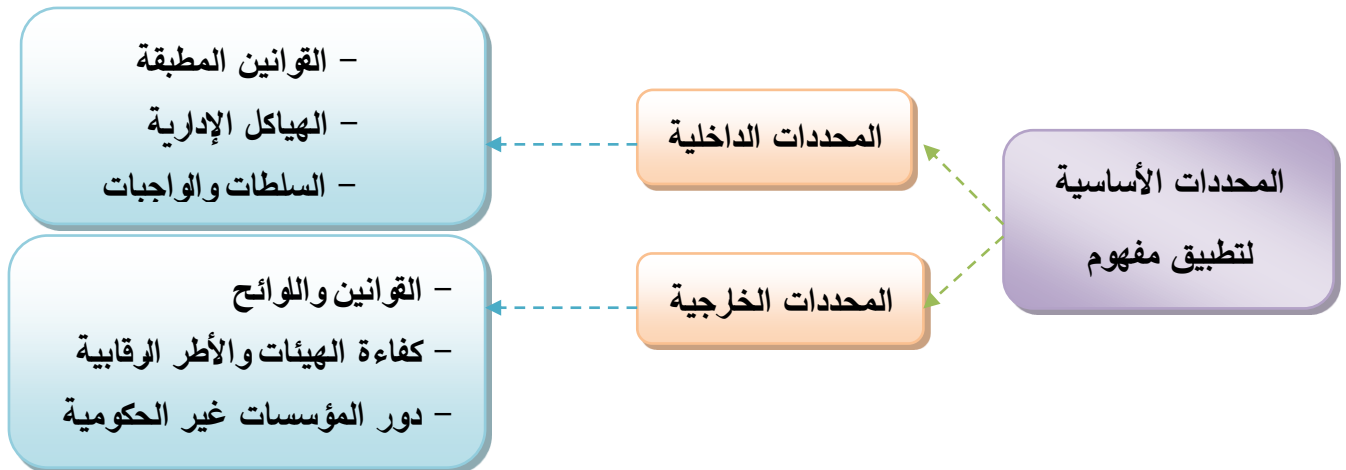 المحددات الأساسية
لتطبيق مفهوم
المحددات الداخلية
- القوانين المطبقة
- الهياكل الإدارية
- السلطات والواجبات
المحددات الخارجية
- القوانين واللوائح
- كفاءة الهيئات والأطر الرقابية
- دور المؤسسات غير الحكومية